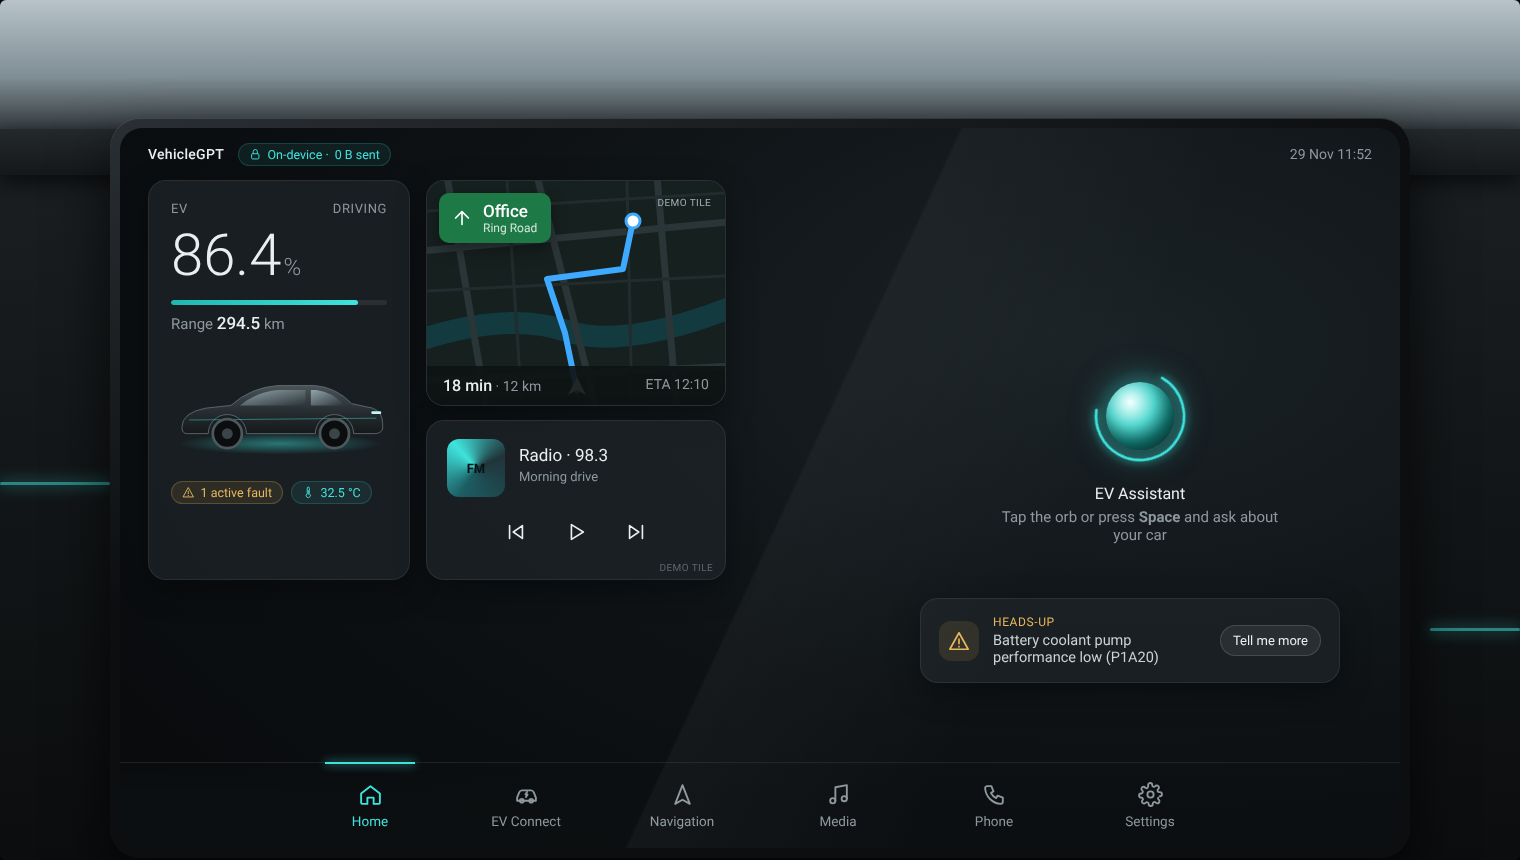 VehicleGPT
On-device · 0 B sent
29 Nov 11:52
EV
DRIVING
86.4%
Range 294.5 km
1 active fault
32.5 °C
Office
Ring Road
DEMO TILE
18 min · 12 km
ETA 12:10
FM
Radio · 98.3
Morning drive
DEMO TILE
EV Assistant
Tap the orb or press Space and ask about
your car
HEADS-UP
Battery coolant pump
performance low (P1A20)
Tell me more
Home
EV Connect
Navigation
Media
Phone
Settings